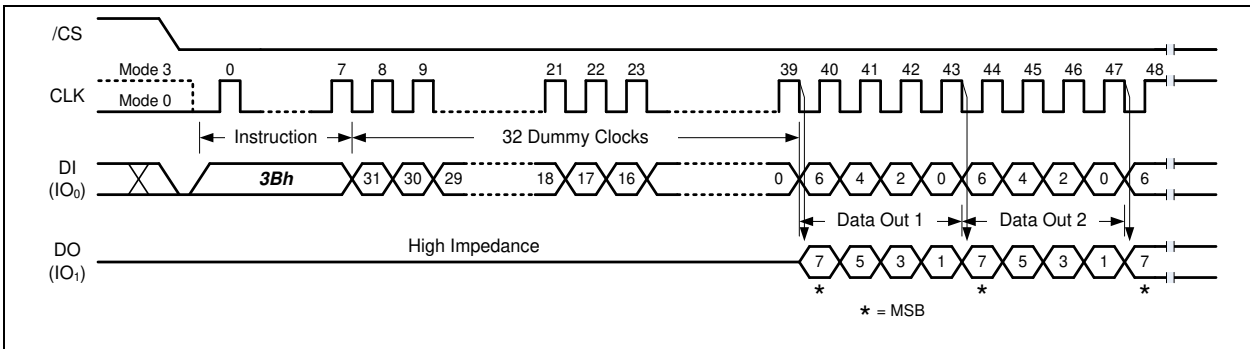 /CS
Mode 3 0 7 8 9 21 22 23 39 40 41 42 43 44 45 46 47 48
CLK
Mode 0
Instruction 32 Dummy Clocks
DI
(IO0)
3Bh 31 30 29 18 17 16 0 6 4 2 0 6 4 2 0 6
Data Out 1 Data Out 2
DO
(IO1)
High Impedance
7 5 3 1 7 5 3 1 7
* * *
* = MSB